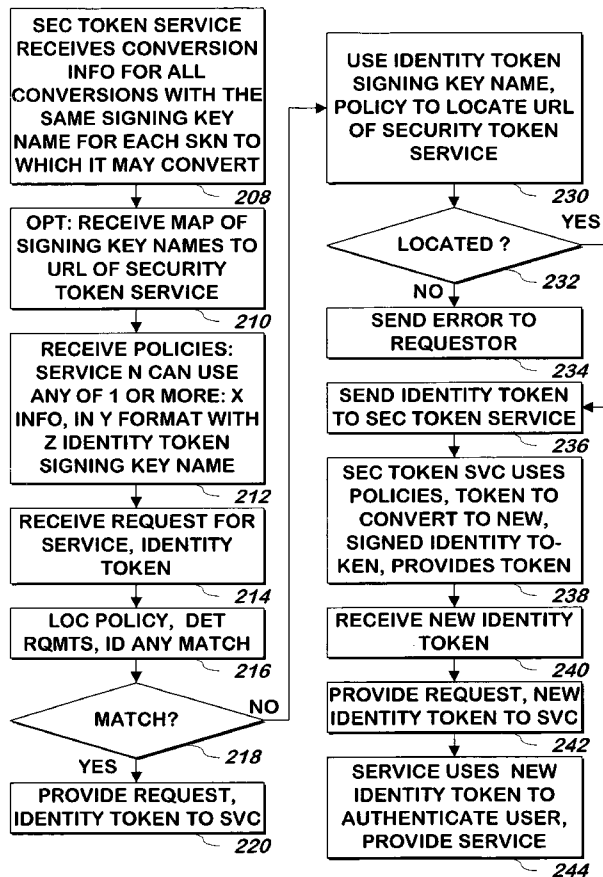 SEC TOKEN SERVICE
RECEIVES CONVERSION
INFO FOR ALL
CONVERSIONS WITH THE
SAME SIGNING KEY
NAME FOR EACH SKN TO
WHICH IT MAY CONVERT
208
OPT: RECEIVE MAP OF
SIGNING KEY NAMES TO
URL OF SECURITY
TOKEN SERVICE
210
RECEIVE POLICIES:
SERVICE N CAN USE
ANY OF 1 OR MORE: X
INFO, IN Y FORMAT WITH
Z IDENTITY TOKEN
SIGNING KEY NAME
212
RECEIVE REQUEST FOR
SERVICE, IDENTITY
TOKEN
214
LOC POLICY, DET
RQMTS, ID ANY MATCH
216
MATCH?
NO
218
YES
PROVIDE REQUEST,
IDENTITY TOKEN TO SVC
220
USE IDENTITY TOKEN
SIGNING KEY NAME,
POLICY TO LOCATE URL
OF SECURITY TOKEN
SERVICE
230
YES
LOCATED ?
232
NO
SEND ERROR TO
REQUESTOR
234
SEND IDENTITY TOKEN
TO SEC TOKEN SERVICE
236
SEC TOKEN SVC USES
POLICIES, TOKEN TO
CONVERT TO NEW,
SIGNED IDENTITY TO-
KEN, PROVIDES TOKEN
238
RECEIVE NEW IDENTITY
TOKEN
240
PROVIDE REQUEST, NEW
IDENTITY TOKEN TO SVC
242
SERVICE USES NEW
IDENTITY TOKEN TO
AUTHENTICATE USER,
PROVIDE SERVICE
244